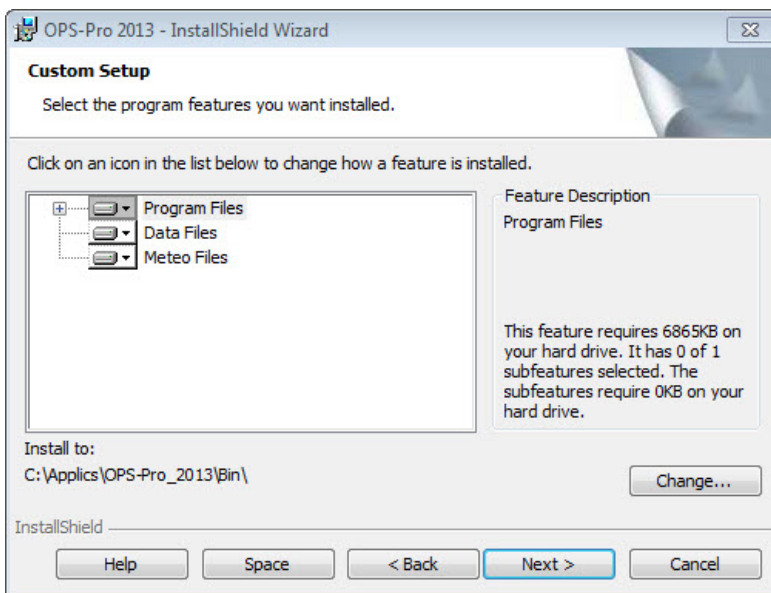 OPS-Pro 2013 - InstallShield Wizard
Custom Setup
Select the program features you want installed.
Click on an icon in the list below to change how a feature is installed.
Program Files
Data Files
Meteo Files
Feature Description
Program Files
This feature requires 6865KB on
your hard drive. It has 0 of 1
subfeatures selected. The
subfeatures require 0KB on your
hard drive.
Install to:
C:\Applics\OPS-Pro_2013\Bin\
Change...
InstallShield
Help
Space
< Back
Next >
Cancel